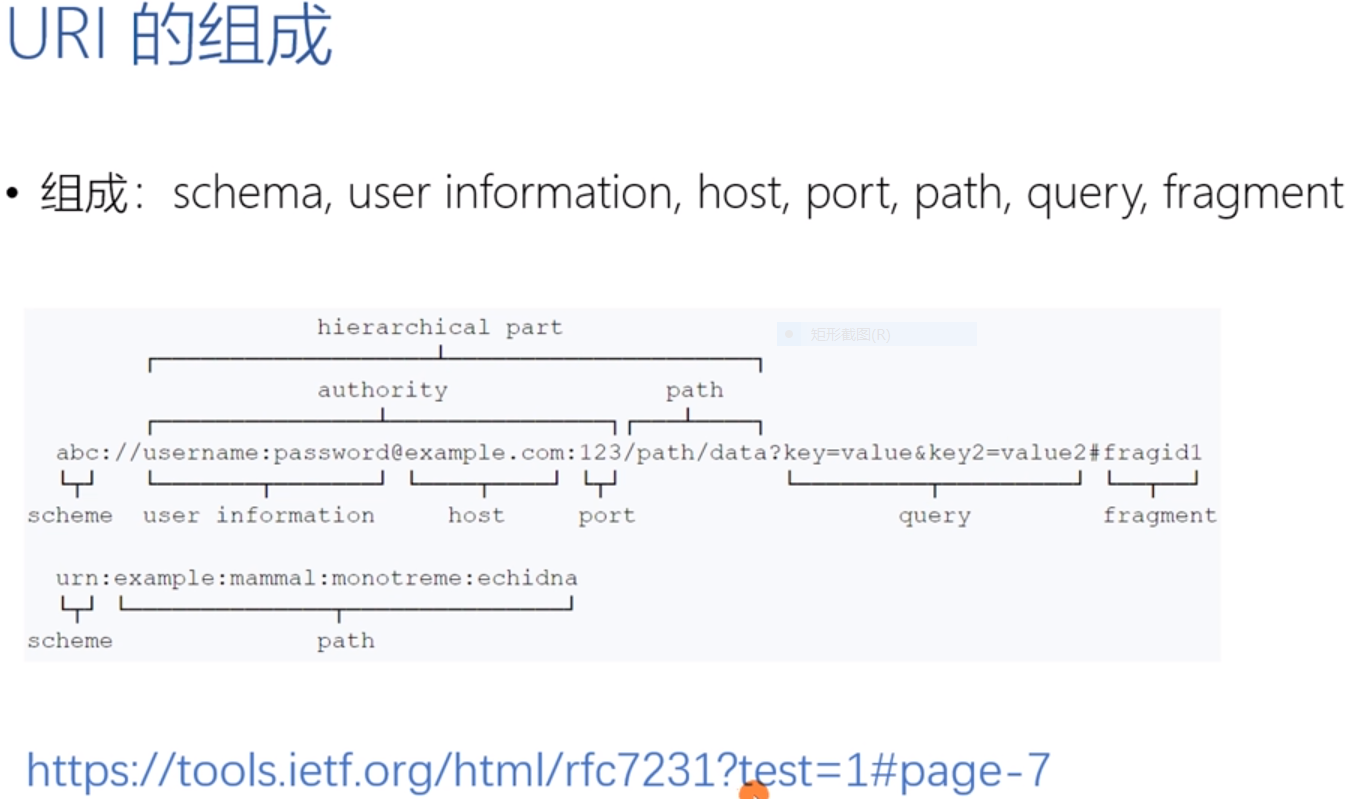 URI 的组成
• 组成：schema, user information, host, port, path, query, fragment
hierarchical part
矩形截图(R)
authority path
abc://username:password@example.com:123/path/data?key=value&key2=value2#fragid1
scheme user information host port query fragment
urn:example:mammal:monotreme:echidna
scheme path
https://tools.ietf.org/html/rfc7231?test=1#page-7